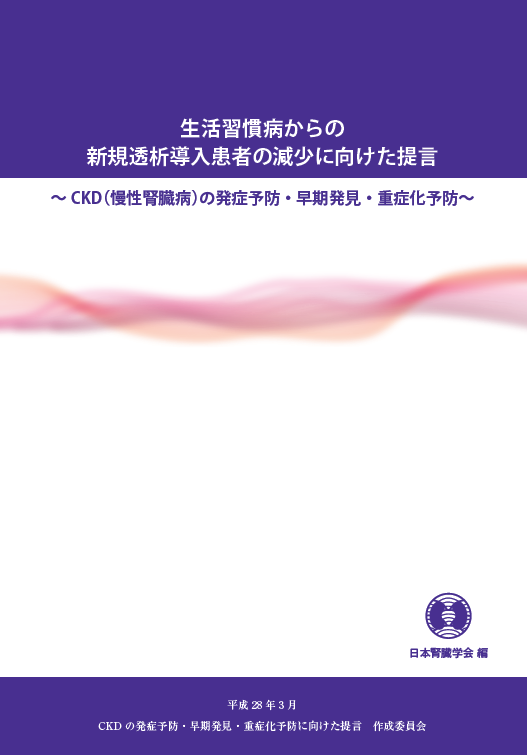 生活習慣病からの
新規透析導入患者の減少に向けた提言
〜 CKD(慢性腎臓病)の発症予防・早期発見・重症化予防〜
日本腎臓学会 編
平成 28 年 3 月
CKD の発症予防・早期発見・重症化予防に向けた提言　作成委員会